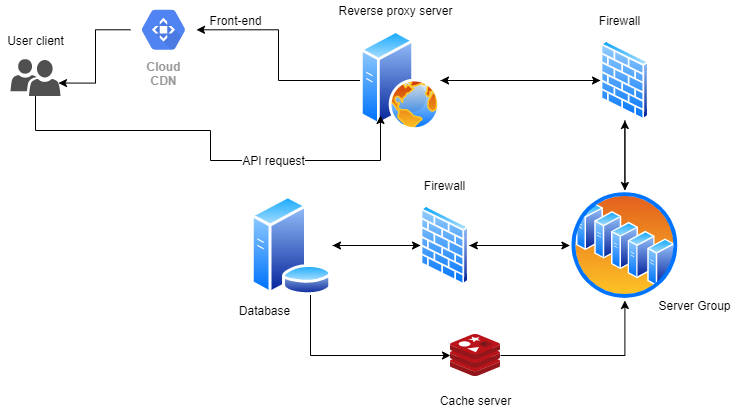 Reverse proxy server
Front-end
Firewall
User client
Cloud
CDN
API request
Firewall
Database
Server Group
Cache server